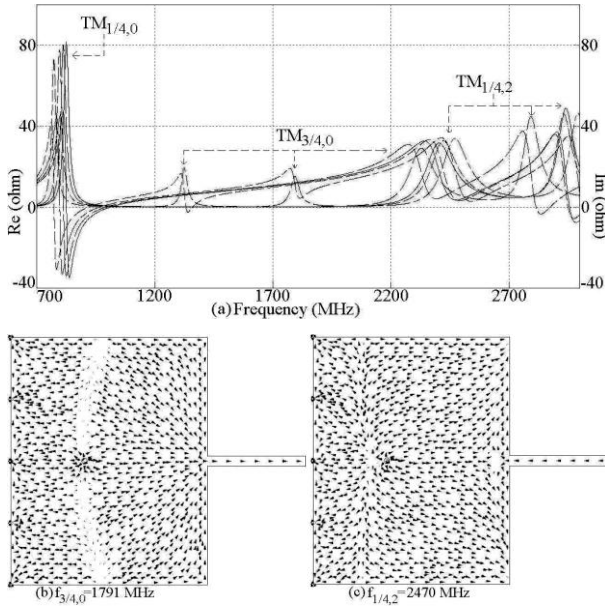 80
TM1/4,0
80
TM1/4,2
40
TM3/4,0
40
Re (ohm)
0
0
Im (Ohm)
-40
-40
700 1200 1700 2200 2700
(a)Frequency (MHz)
(b) f3/4,0=1791 MHz
(c) f1/4,2=2470 MHz